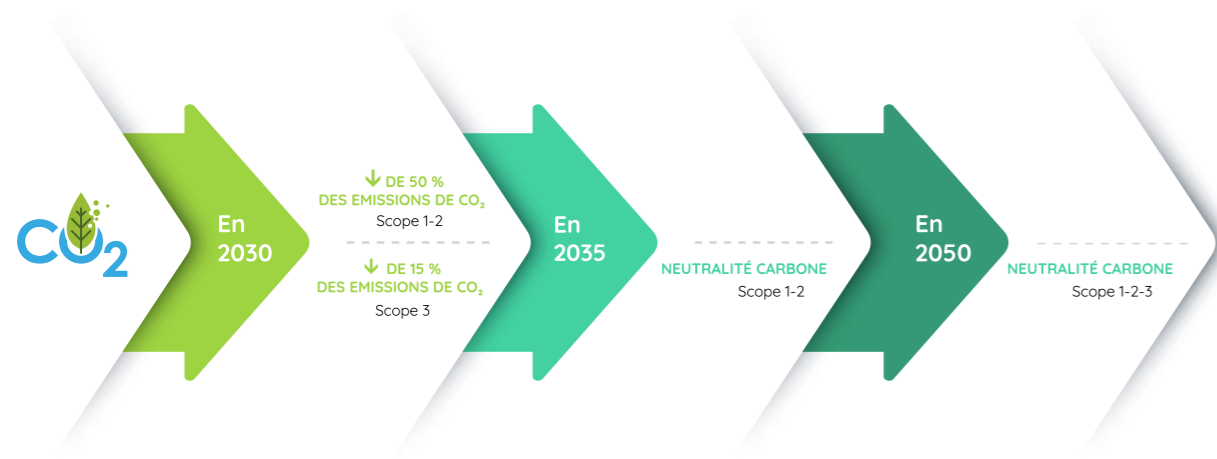 CO2
En
2030
↓ DE 50 %
DES EMISSIONS DE CO₂
Scope 1-2
↓ DE 15 %
DES EMISSIONS DE CO₂
Scope 3
En
2035
NEUTRALITÉ CARBONE
Scope 1-2
En
2050
NEUTRALITÉ CARBONE
Scope 1-2-3